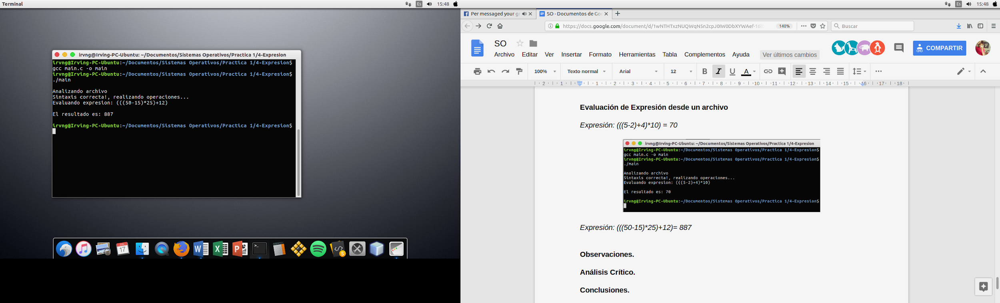 Terminal
Es
15:48
irvng@Irving-PC-Ubuntu: ~/Documentos/Sistemas Operativos/Practica 1/4-Expresion
irvng@Irving-PC-Ubuntu:~/Documentos/Sistemas Operativos/Practica 1/4-Expresion$
gcc main.c -o main
irvng@Irving-PC-Ubuntu:~/Documentos/Sistemas Operativos/Practica 1/4-Expresion$
./main
Analizando archivo
Sintaxis correcta!, realizando operaciones...
Evaluando expresion: (((50-15)*25)+12)
El resultado es: 887
irvng@Irving-PC-Ubuntu:~/Documentos/Sistemas Operativos/Practica 1/4-Expresion$
JUL
17
W
X
P
>_
</>
S
Es
15:48
Per messaged your gr
SO - Documentos de Goo
https://docs.google.com/document/d/1wNTHTxzNUQWqN5n2cpJ0IW0DbXYWAef-16
140%
Buscar
SO
Archivo Editar Ver Insertar Formato Herramientas Tabla Complementos Ayuda
Ver últimos cambios
COMPARTIR
100% Texto normal Arial 12 B I U A
2 1 1 2 3 4 5 6 7 8 9 10 11 12 13 14 15 16 17 18
Evaluación de Expresión desde un archivo
Expresión: (((5-2)+4)*10) = 70
irvng@Irving-PC-Ubuntu: ~/Documentos/Sistemas Operativos/Practica 1/4-Expresion
irvng@Irving-PC-Ubuntu:~/Documentos/Sistemas Operativos/Practica 1/4-Expresion$
gcc main.c -o main
irvng@Irving-PC-Ubuntu:~/Documentos/Sistemas Operativos/Practica 1/4-Expresion$
./main
Analizando archivo
Sintaxis correcta!, realizando operaciones...
Evaluando expresion: (((5-2)+4)*10)
El resultado es: 70
irvng@Irving-PC-Ubuntu:~/Documentos/Sistemas Operativos/Practica 1/4-Expresion$
Expresión: (((50-15)*25)+12)= 887
Observaciones.
Análisis Crítico.
Conclusiones.